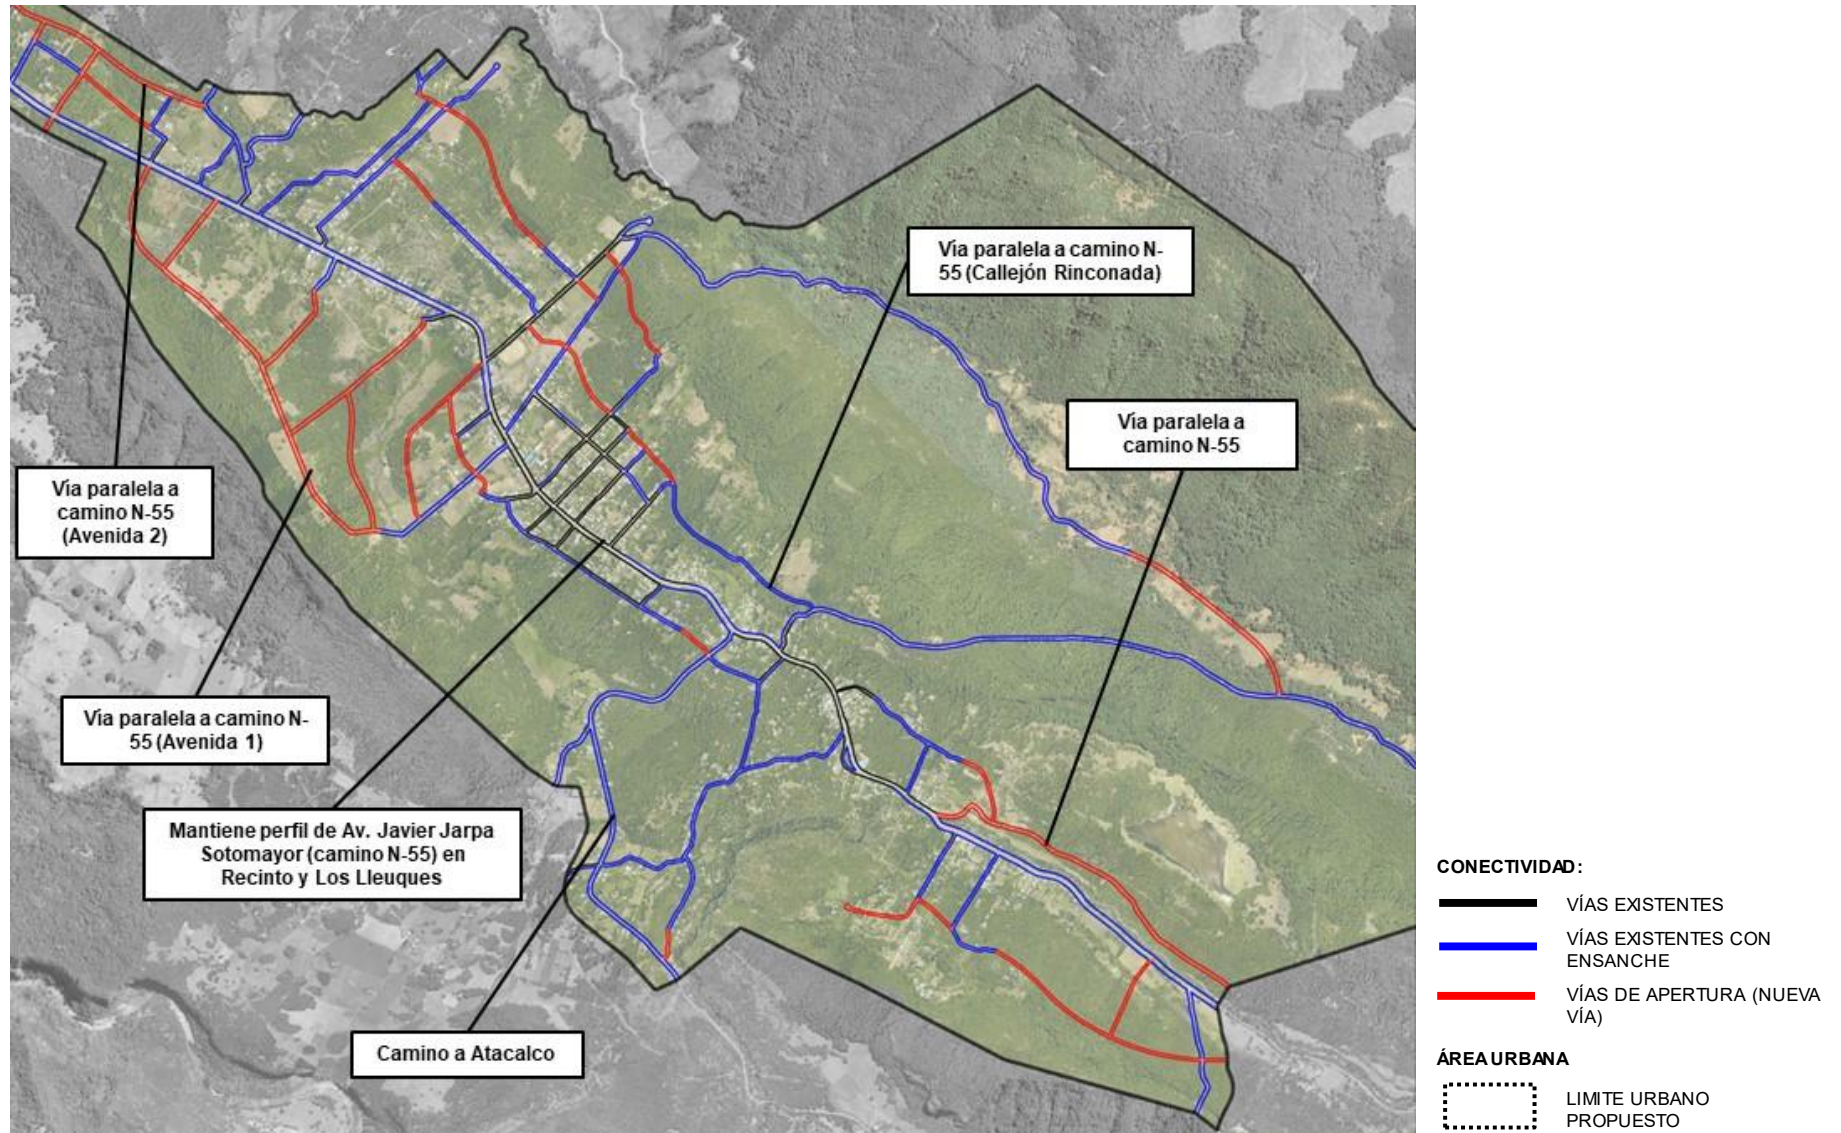 Vía paralela a camino N-
55 (Callejón Rinconada)
Vía paralela a
camino N-55
Vía paralela a
camino N-55
(Avenida 2)
Vía paralela a camino N-
55 (Avenida 1)
Mantiene perfil de Av. Javier Jarpa
Sotomayor (camino N-55) en
Recinto y Los Lleuques
Camino a Atacalco
CONECTIVIDAD:
VÍAS EXISTENTES
VÍAS EXISTENTES CON
ENSANCHE
VÍAS DE APERTURA (NUEVA
VÍA)
ÁREA URBANA
LIMITE URBANO
PROPUESTO